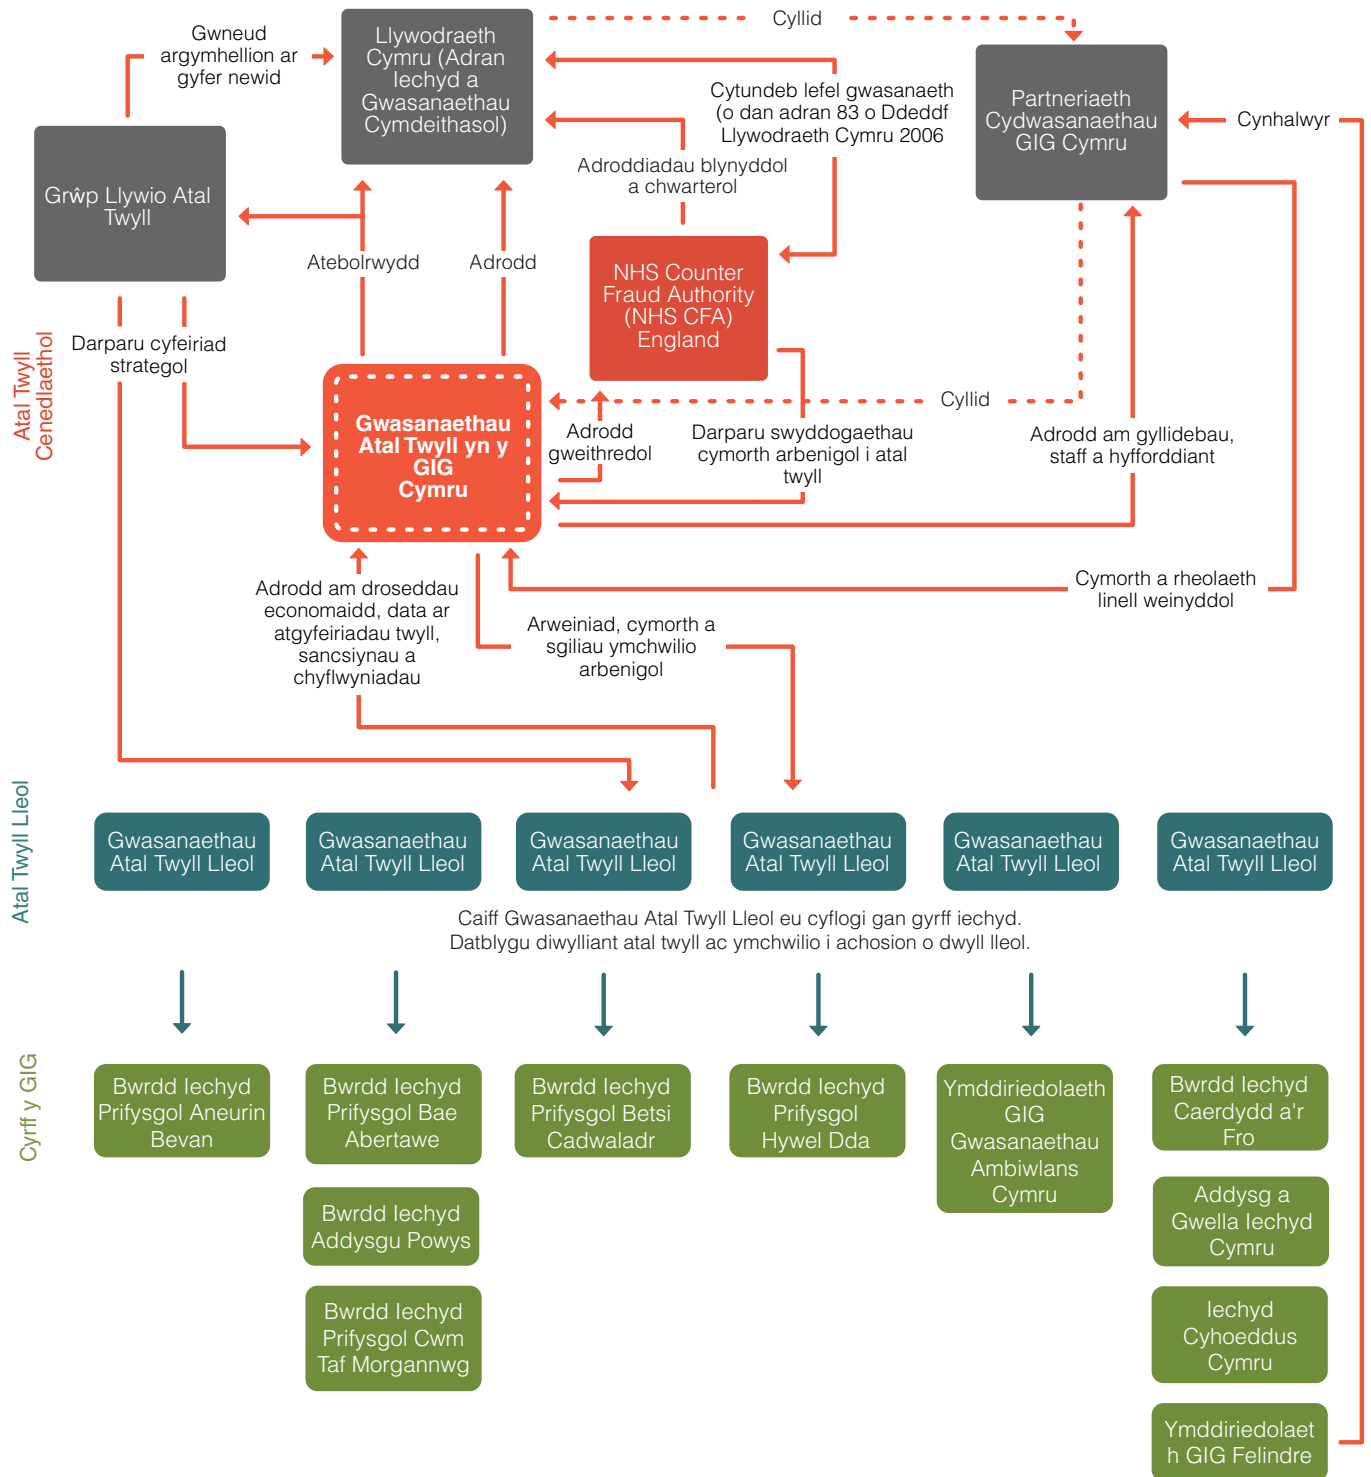 Gwneud
argymhellion ar
gyfer newid
Llywodraeth
Cymru (Adran
Iechyd a
Gwasanaethau
Cymdeithasol)
Cyllid
Cytundeb lefel gwasanaeth
(o dan adran 83 o Ddeddf
Llywodraeth Cymru 2006
Partneriaeth
Cydwasanaethau
GIG Cymru
Cynhalwyr
Grŵp Llywio Atal
Twyll
Adroddiadau blynyddol
a chwarterol
Atebolrwydd
Adrodd
NHS Counter
Fraud Authority
(NHS CFA)
England
Darparu cyfeiriad
strategol
Atal Twyll
Cenedlaethol
Gwasanaethau
Atal Twyll yn y
GIG
Cymru
Cyllid
Adrodd
gweithredol
Darparu swyddogaethau
cymorth arbenigol i atal
twyll
Adrodd am gyllidebau,
staff a hyfforddiant
Adrodd am droseddau
economaidd, data ar
atgyfeiriadau twyll,
sancsiynau a
chyflwyniadau
Arweiniad, cymorth a
sgiliau ymchwilio
arbenigol
Cymorth a rheolaeth
linell weinyddol
Atal Twyll Lleol
Gwasanaethau
Atal Twyll Lleol
Gwasanaethau
Atal Twyll Lleol
Gwasanaethau
Atal Twyll Lleol
Gwasanaethau
Atal Twyll Lleol
Gwasanaethau
Atal Twyll Lleol
Gwasanaethau
Atal Twyll Lleol
Caiff Gwasanaethau Atal Twyll Lleol eu cyflogi gan gyrff iechyd.
Datblygu diwylliant atal twyll ac ymchwilio i achosion o dwyll lleol.
Cyrff y GIG
Bwrdd Iechyd
Prifysgol Aneurin
Bevan
Bwrdd Iechyd
Prifysgol Bae
Abertawe
Bwrdd Iechyd
Prifysgol Betsi
Cadwaladr
Bwrdd Iechyd
Prifysgol
Hywel Dda
Ymddiriedolaeth
GIG
Gwasanaethau
Ambiwlans
Cymru
Bwrdd Iechyd
Caerdydd a'r
Fro
Bwrdd Iechyd
Addysgu Powys
Addysg a
Gwella Iechyd
Cymru
Bwrdd Iechyd
Prifysgol Cwm
Taf Morgannwg
Iechyd
Cyhoeddus
Cymru
Ymddiriedolaet
h GIG Felindre